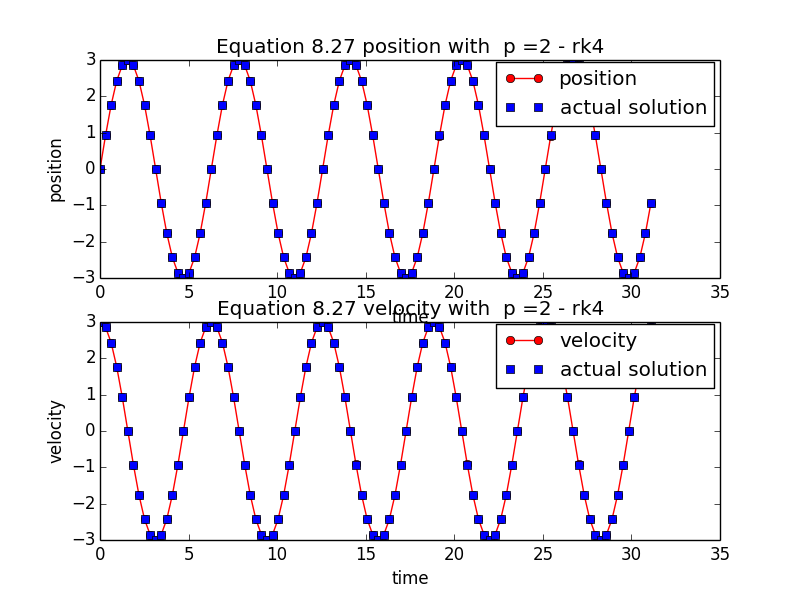 Equation 8.27 position with  p =2 - rk4
3
2
1
0
−1
−2
−3
position
position
actual solution
0 5 10 15 20 25 30 35
time
Equation 8.27 velocity with  p =2 - rk4
3
2
1
0
−1
−2
−3
velocity
velocity
actual solution
0 5 10 15 20 25 30 35
time